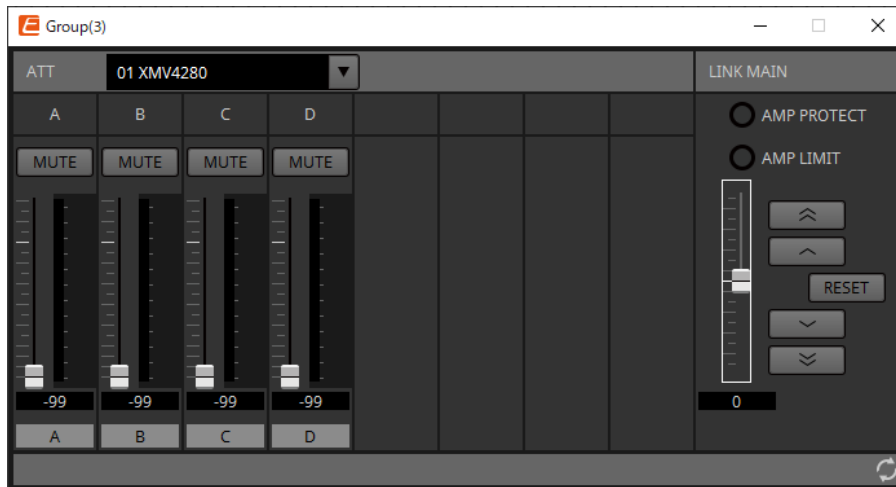 Group(3)
ATT 01 XMV4280 LINK MAIN
A B C D
AMP PROTECT
MUTE MUTE MUTE MUTE
AMP LIMIT
RESET
-99 -99 -99 -99 0
A B C D